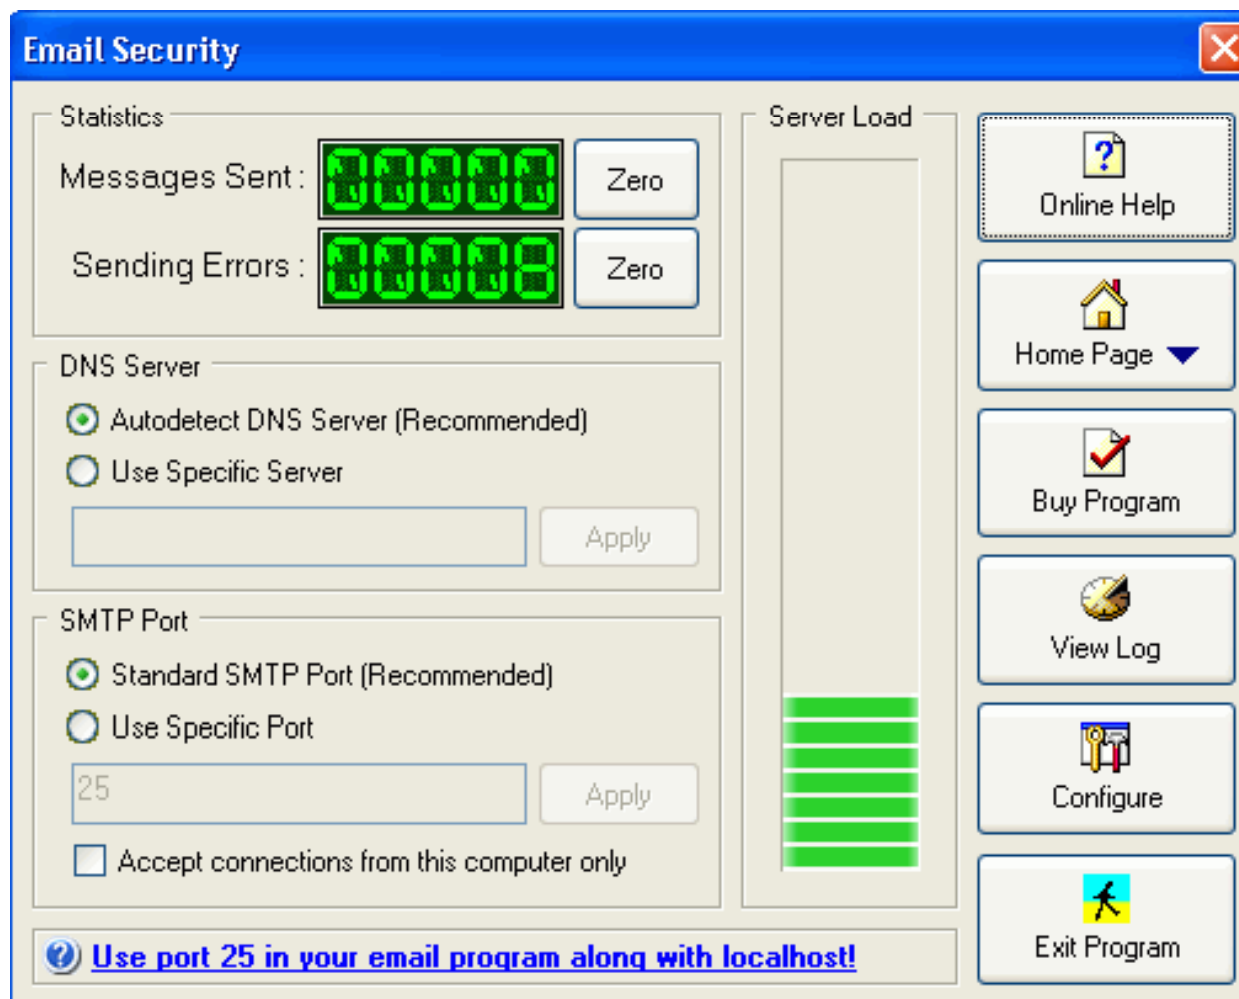 Email Security
Statistics
Messages Sent :
Zero
Sending Errors :
Zero
DNS Server
Autodetect DNS Server (Recommended)
Use Specific Server
Apply
SMTP Port
Standard SMTP Port (Recommended)
Use Specific Port
25
Apply
Accept connections from this computer only
Use port 25 in your email program along with localhost!
Server Load
Online Help
Home Page
Buy Program
View Log
Configure
Exit Program